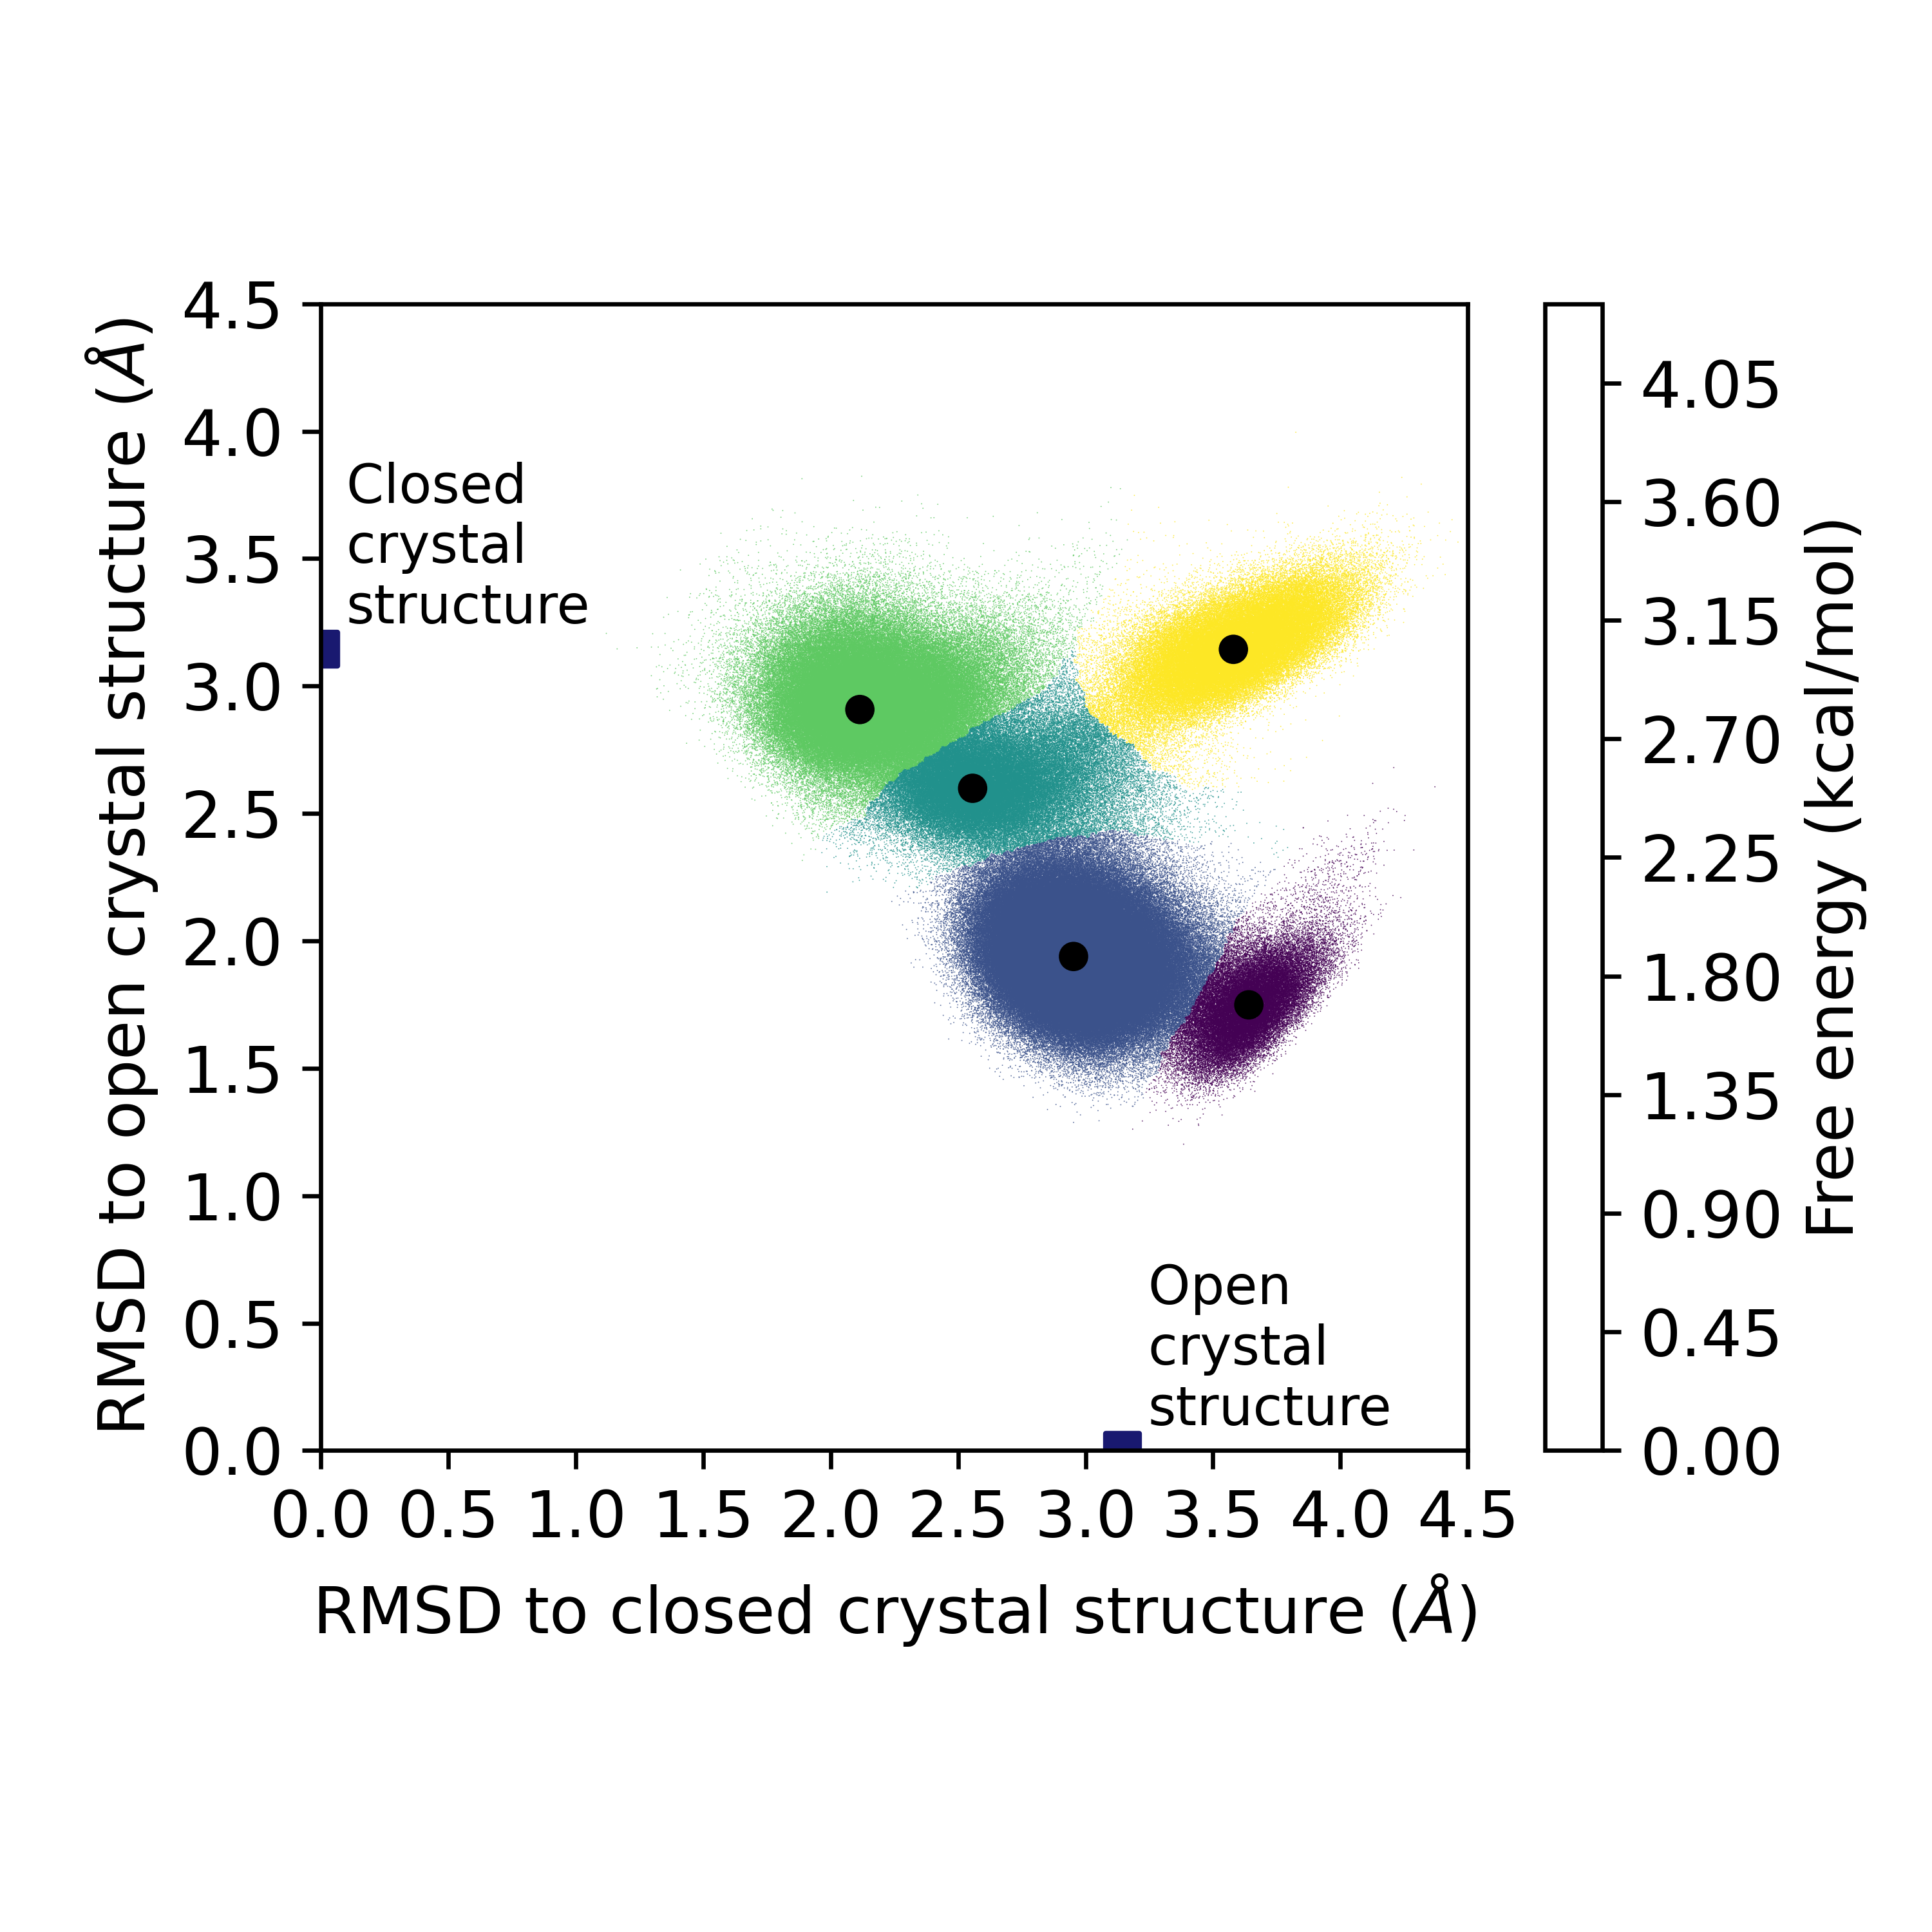 RMSD to open crystal structure (Å)
4.5
4.0
3.5
3.0
2.5
2.0
1.5
1.0
0.5
0.0
Closed
crystal
structure
Open
crystal
structure
0.0 0.5 1.0 1.5 2.0 2.5 3.0 3.5 4.0 4.5
RMSD to closed crystal structure (Å)
4.05
3.60
3.15
2.70
2.25
1.80
1.35
0.90
0.45
0.00
Free energy (kcal/mol)